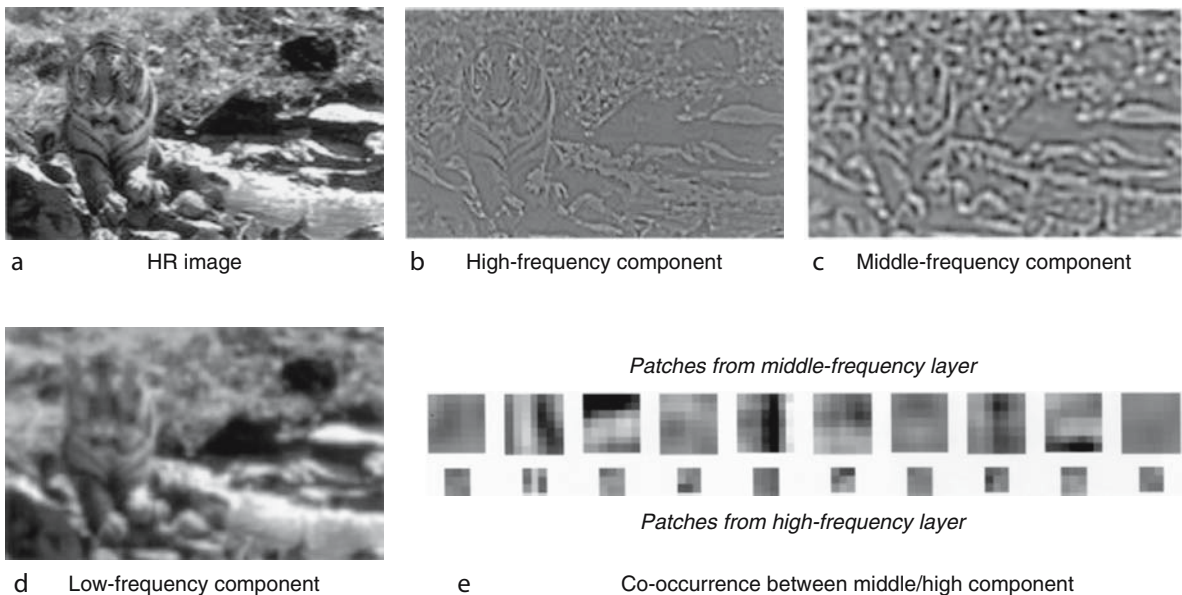 a HR image
b High-frequency component
c Middle-frequency component
Patches from middle-frequency layer
Patches from high-frequency layer
d Low-frequency component
e Co-occurrence between middle/high component